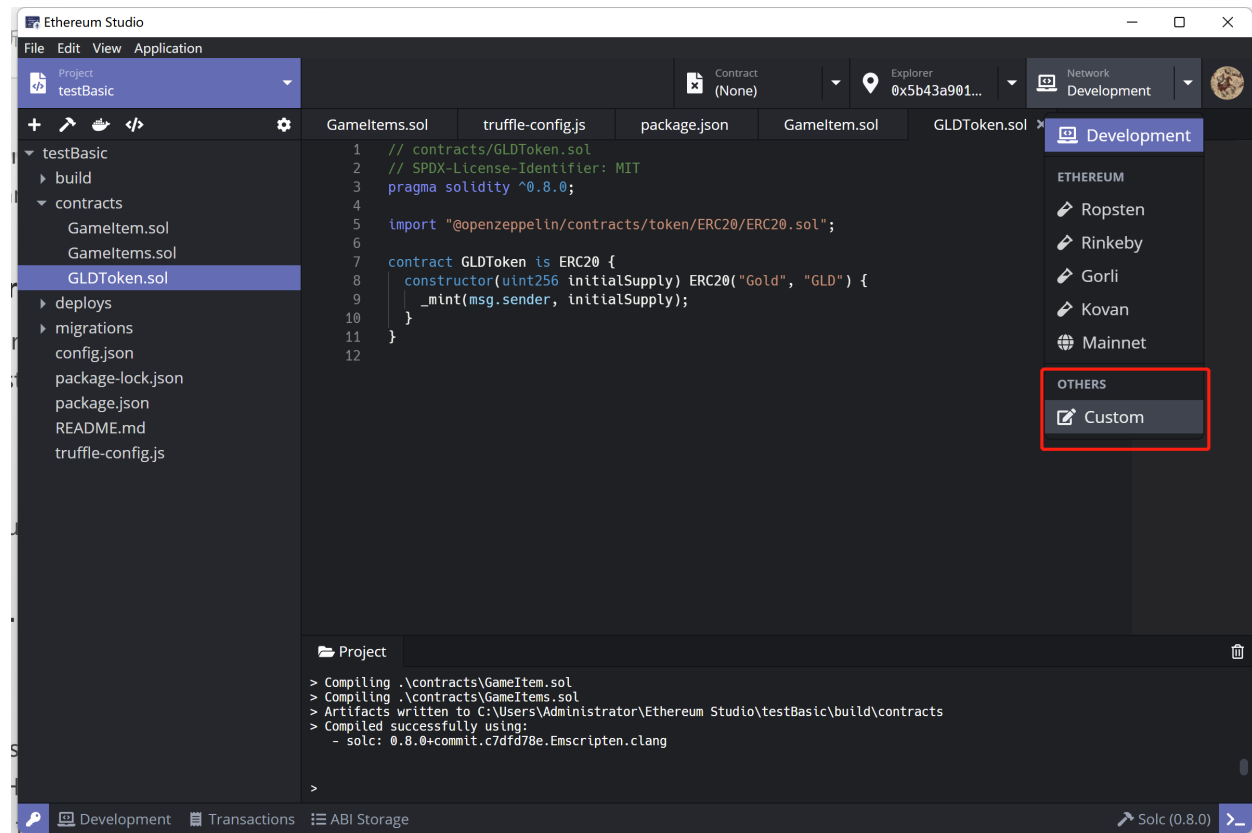 Ethereum Studio
File Edit View Application
Project
testBasic
Contract
(None)
Explorer
0x5b43a901...
Network
Development
GameItems.sol truffle-config.js package.json GameItem.sol GLDToken.sol
testBasic
build
contracts
GameItem.sol
GameItems.sol
GLDToken.sol
deploys
migrations
config.json
package-lock.json
package.json
README.md
truffle-config.js
1 // contracts/GLDToken.sol
2 // SPDX-License-Identifier: MIT
3 pragma solidity ^0.8.0;
4
5 import "@openzeppelin/contracts/token/ERC20/ERC20.sol";
6
7 contract GLDToken is ERC20 {
8 constructor(uint256 initialSupply) ERC20("Gold", "GLD") {
9 _mint(msg.sender, initialSupply);
10 }
11 }
12
Development
ETHEREUM
Ropsten
Rinkeby
Gorli
Kovan
Mainnet
OTHERS
Custom
Project
> Compiling .\contracts\GameItem.sol
> Compiling .\contracts\GameItems.sol
> Artifacts written to C:\Users\Administrator\Ethereum Studio\testBasic\build\contracts
> Compiled successfully using:
- solc: 0.8.0+commit.c7dfd78e.Emscripten.clang
>
Development Transactions ABI Storage Solc (0.8.0)